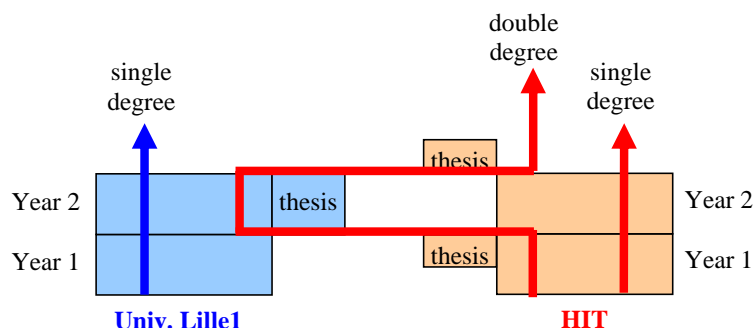 double
degree
single
degree
single
degree
thesis
Year 2
thesis
Year 2
Year 1
thesis
Year 1
Univ. Lille1
HIT